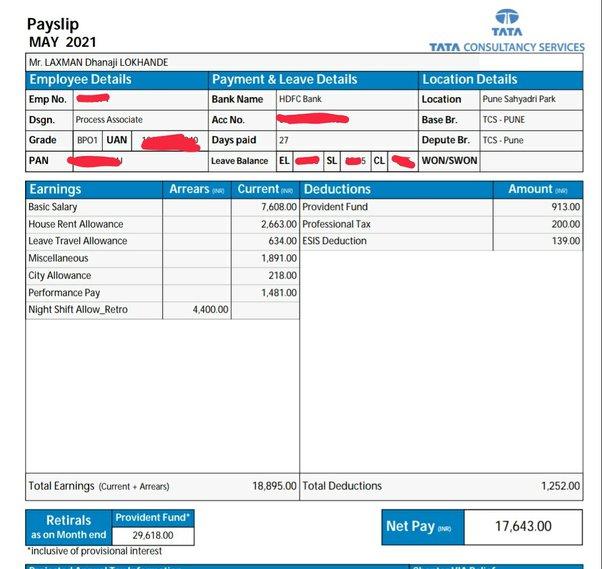 Payslip
MAY 2021
TATA
TATA CONSULTANCY SERVICES
Mr. LAXMAN Dhanaji LOKHANDE
Employee Details Payment & Leave Details Location Details
Emp No. Bank Name HDFC Bank Location Pune Sahyadri Park
Dsgn. Process Associate Acc No. Base Br. TCS - PUNE
Grade BPO1 UAN Days paid 27 Depute Br. TCS - Pune
PAN Leave Balance EL SL CL WON/SWON
Earnings Arrears (INR) Current (INR) Deductions Amount (INR)
Basic Salary 7,608.00 Provident Fund 913.00
House Rent Allowance 2,663.00 Professional Tax 200.00
Leave Travel Allowance 634.00 ESIS Deduction 139.00
Miscellaneous 1,891.00
City Allowance 218.00
Performance Pay 1,481.00
Night Shift Allow_Retro 4,400.00
Total Earnings (Current + Arrears) 18,895.00 Total Deductions 1,252.00
Retirals as on Month end Provident Fund* 29,618.00
Net Pay (INR) 17,643.00
*inclusive of provisional interest